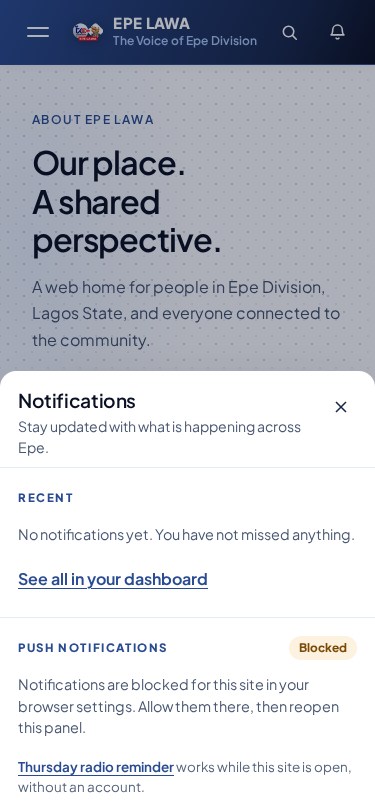 EPE LAWA
The Voice of Epe Division
ABOUT EPE LAWA
Our place.
A shared
perspective.
A web home for people in Epe Division,
Lagos State, and everyone connected to
the community.
Notifications
Stay updated with what is happening across
Epe.
RECENT
No notifications yet. You have not missed anything.
See all in your dashboard
PUSH NOTIFICATIONS
Blocked
Notifications are blocked for this site in your
browser settings. Allow them there, then reopen
this panel.
Thursday radio reminder works while this site is open,
without an account.